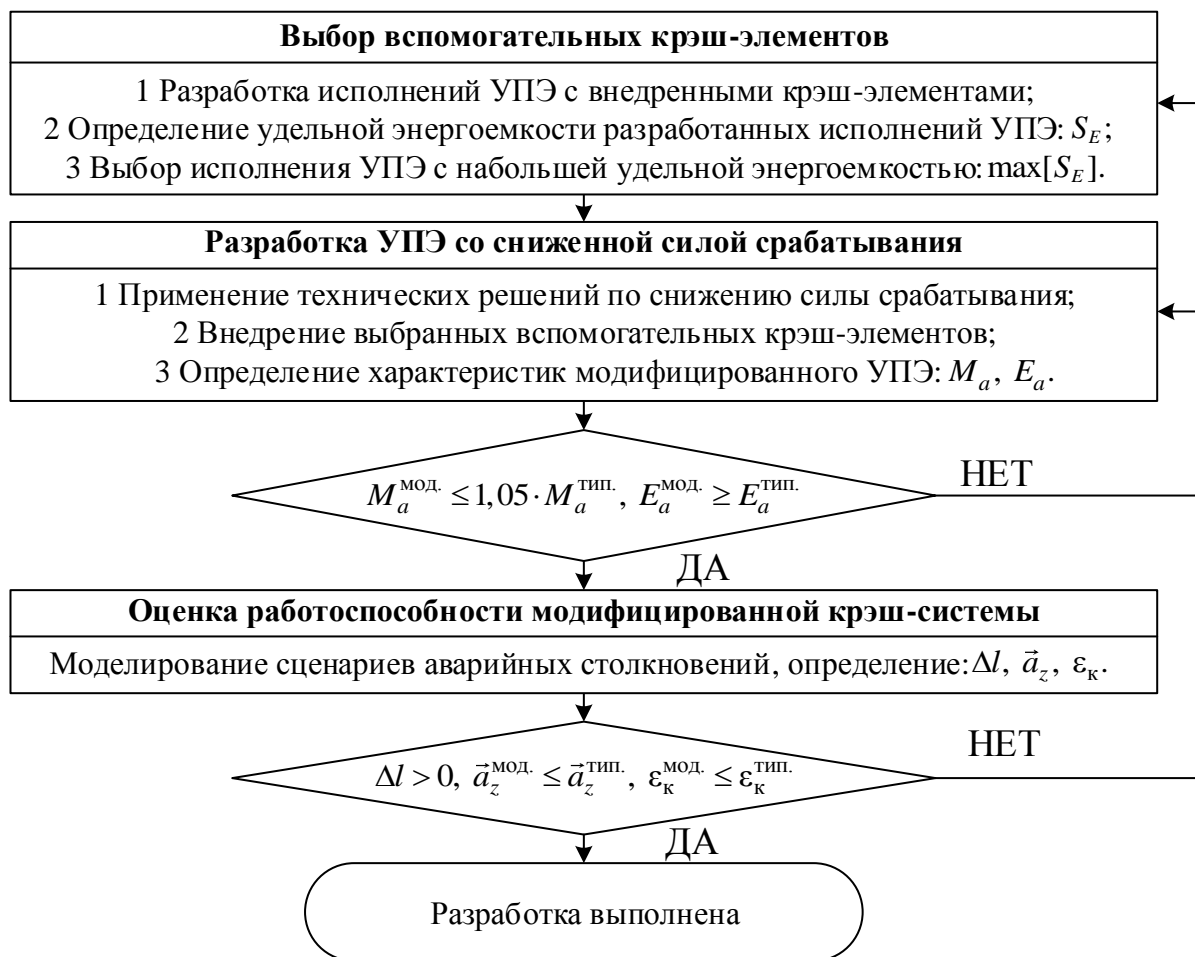 Выбор вспомогательных крэш-элементов
1 Разработка исполнений УПЭ с внедренными крэш-элементами;
2 Определение удельной энергоемкости разработанных исполнений УПЭ: S_E;
3 Выбор исполнения УПЭ с набольшей удельной энергоемкостью: max[S_E].
Разработка УПЭ со сниженной силой срабатывания
1 Применение технических решений по снижению силы срабатывания;
2 Внедрение выбранных вспомогательных крэш-элементов;
3 Определение характеристик модифицированного УПЭ: M_a, E_a.
M_a^мод. ≤ 1,05 · M_a^тип., E_a^мод. ≥ E_a^тип.
НЕТ
ДА
Оценка работоспособности модифицированной крэш-системы
Моделирование сценариев аварийных столкновений, определение: Δl, a⃗_z, ε_к.
Δl > 0, a⃗_z^мод. ≤ a⃗_z^тип., ε_к^мод. ≤ ε_к^тип.
НЕТ
ДА
Разработка выполнена